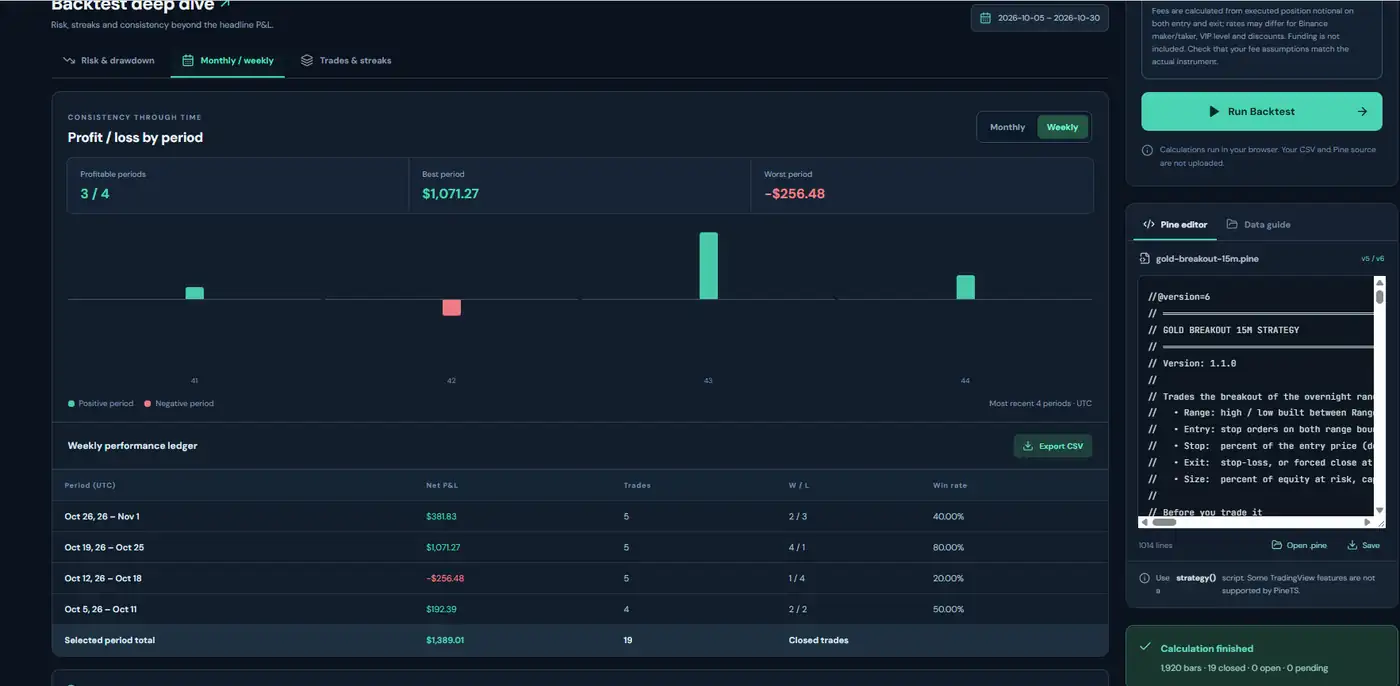 Backtest deep dive
Risk, streaks and consistency beyond the headline P&L.
2026-10-05 – 2026-10-30
Risk & drawdown
Monthly / weekly
Trades & streaks
CONSISTENCY THROUGH TIME
Profit / loss by period
Monthly
Weekly
Profitable periods
3 / 4
Best period
$1,071.27
Worst period
-$256.48
41
42
43
44
Positive period
Negative period
Most recent 4 periods · UTC
Weekly performance ledger
Export CSV
Period (UTC) Net P&L Trades W / L Win rate
Oct 26, 26 – Nov 1 $381.83 5 2 / 3 40.00%
Oct 19, 26 – Oct 25 $1,071.27 5 4 / 1 80.00%
Oct 12, 26 – Oct 18 -$256.48 5 1 / 4 20.00%
Oct 5, 26 – Oct 11 $192.39 4 2 / 2 50.00%
Selected period total $1,389.01 19 Closed trades
Fees are calculated from executed position notional on
both entry and exit; rates may differ for Binance
maker/taker, VIP level and discounts. Funding is not
included. Check that your fee assumptions match the
actual instrument.
Run Backtest
Calculations run in your browser. Your CSV and Pine source
are not uploaded.
Pine editor
Data guide
gold-breakout-15m.pine
v5 / v6
//@version=6
// ══════════════════════
// GOLD BREAKOUT 15M STRATEGY
// ══════════════════════
// Version: 1.1.0
//
// Trades the breakout of the overnight ran
// • Range: high / low built between Rang
// • Entry: stop orders on both range bou
// • Stop: percent of the entry price (d
// • Exit: stop-loss, or forced close at
// • Size: percent of equity at risk, ca
//
// Before you trade it
1014 lines
Open .pine
Save
Use a strategy() script. Some TradingView features are not
supported by PineTS.
Calculation finished
1,920 bars · 19 closed · 0 open · 0 pending